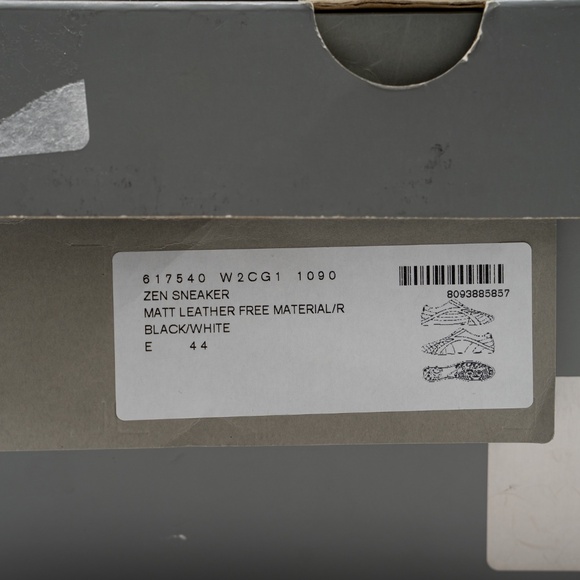 617540 W2CG1 1090
ZEN SNEAKER
MATT LEATHER FREE MATERIAL/R
BLACK/WHITE
E 44
8093885857